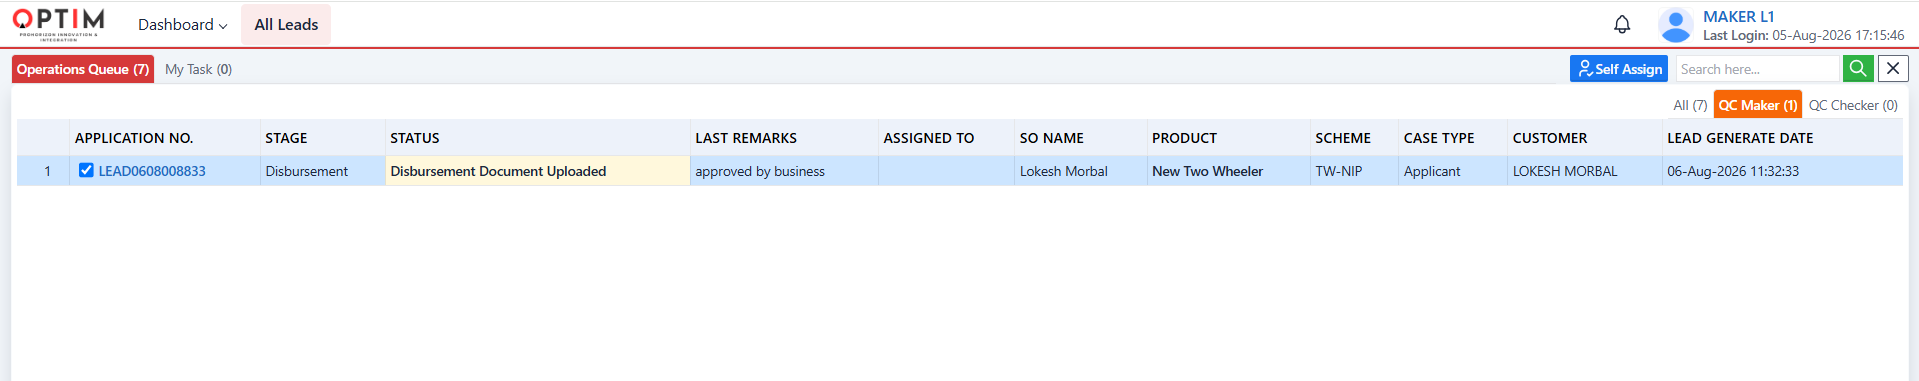 OPTIM
PROHORIZON INNOVATION & INTEGRATION
Dashboard
All Leads
MAKER L1
Last Login: 05-Aug-2026 17:15:46
Operations Queue (7)
My Task (0)
Self Assign
Search here...
All (7)
QC Maker (1)
QC Checker (0)
APPLICATION NO. STAGE STATUS LAST REMARKS ASSIGNED TO SO NAME PRODUCT SCHEME CASE TYPE CUSTOMER LEAD GENERATE DATE
1 LEAD0608008833 Disbursement Disbursement Document Uploaded approved by business Lokesh Morbal New Two Wheeler TW-NIP Applicant LOKESH MORBAL 06-Aug-2026 11:32:33